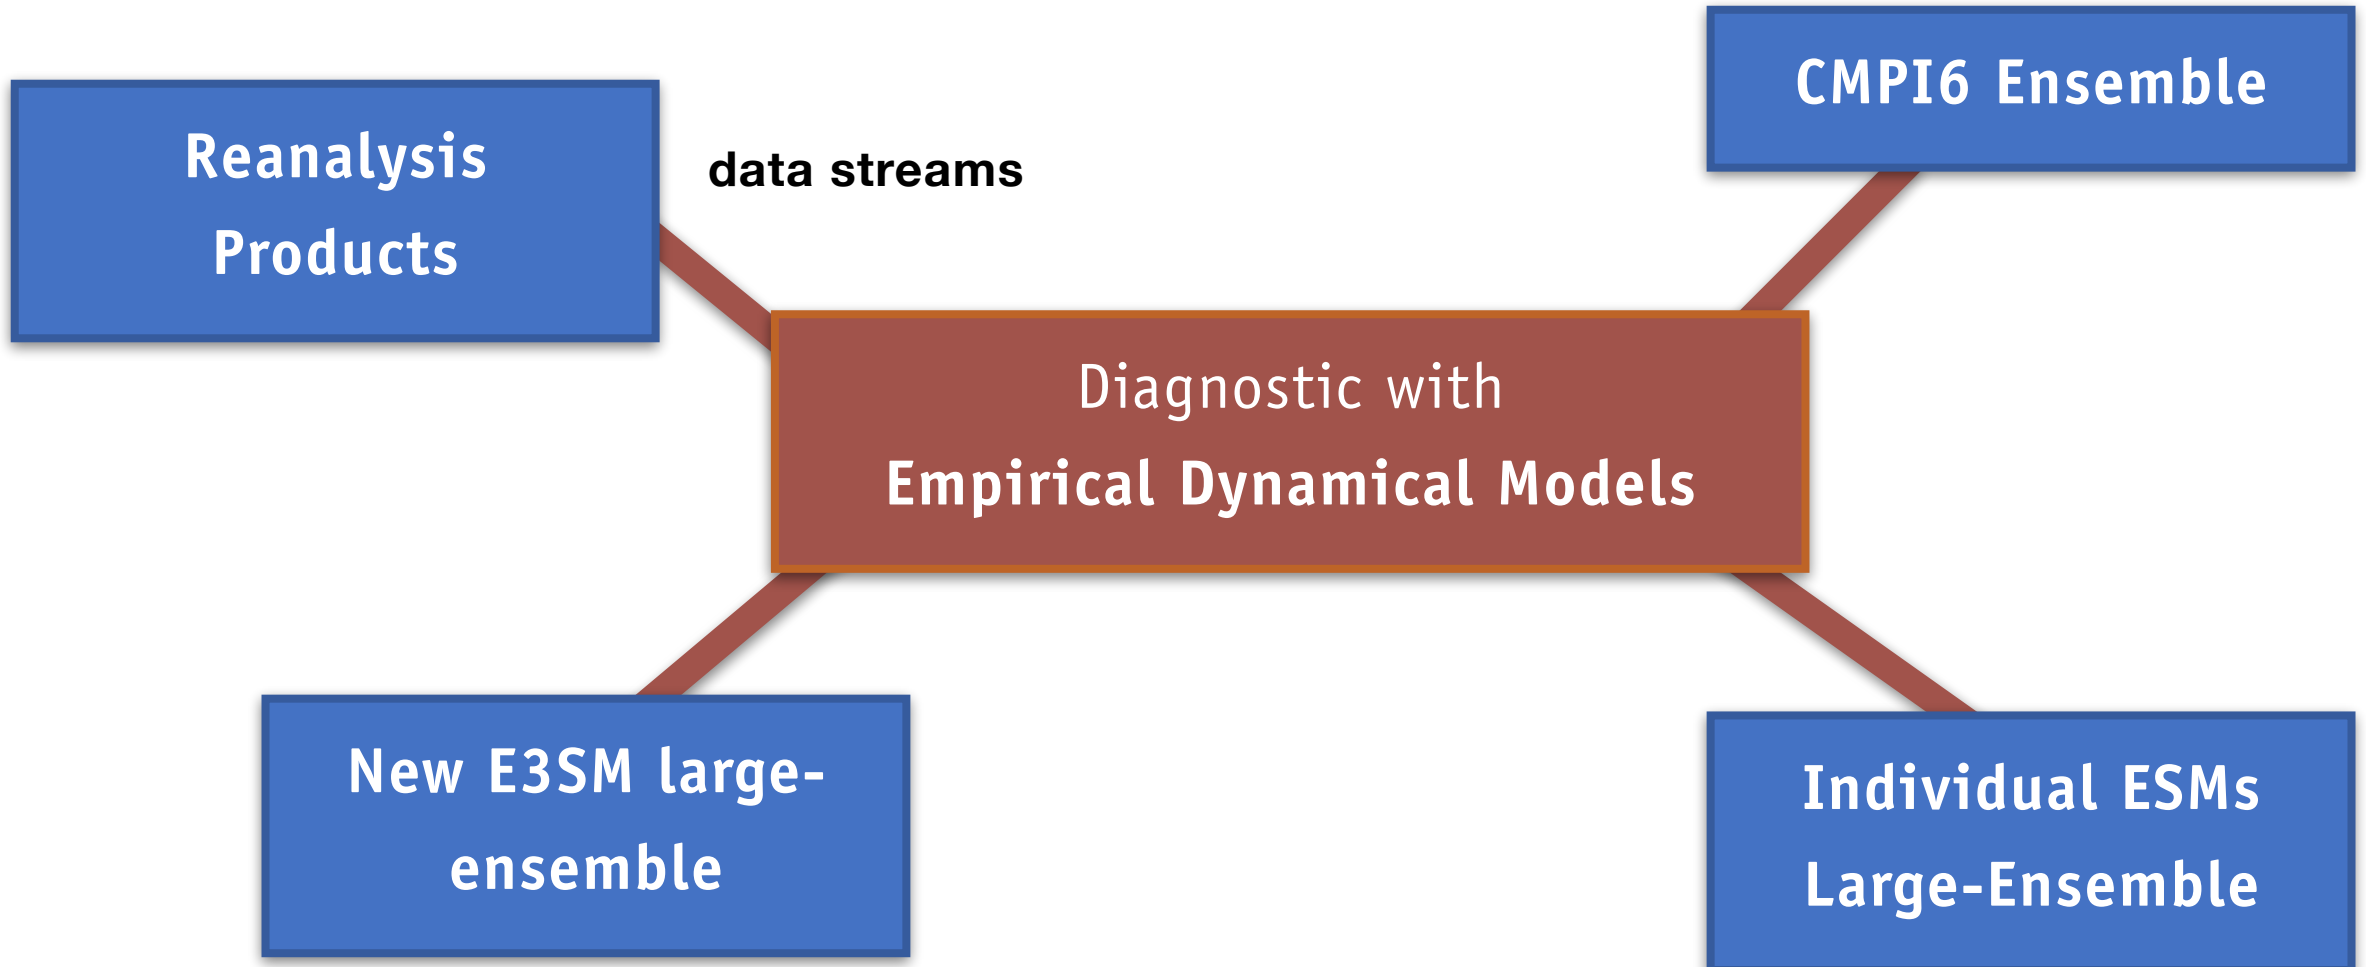 CMPI6 Ensemble
Reanalysis
Products
data streams
Diagnostic with
Empirical Dynamical Models
New E3SM large-
ensemble
Individual ESMs
Large-Ensemble